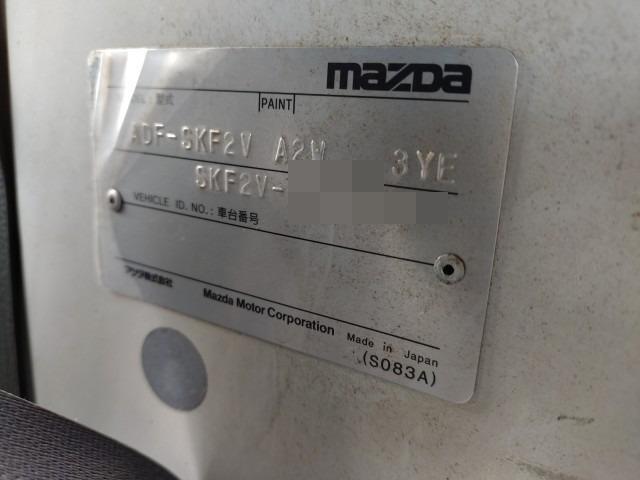 mazda
型式
PAINT
ADF-SKF2V A2W 3YE
SKF2V-
VEHICLE ID. NO.: 車台番号
マツダ株式会社
Mazda Motor Corporation Made in Japan
(S083A)